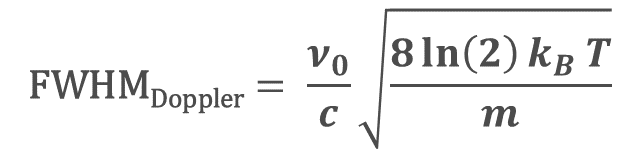 FWHM_Doppler = ν₀/c √(8 ln(2) k_B T / m)